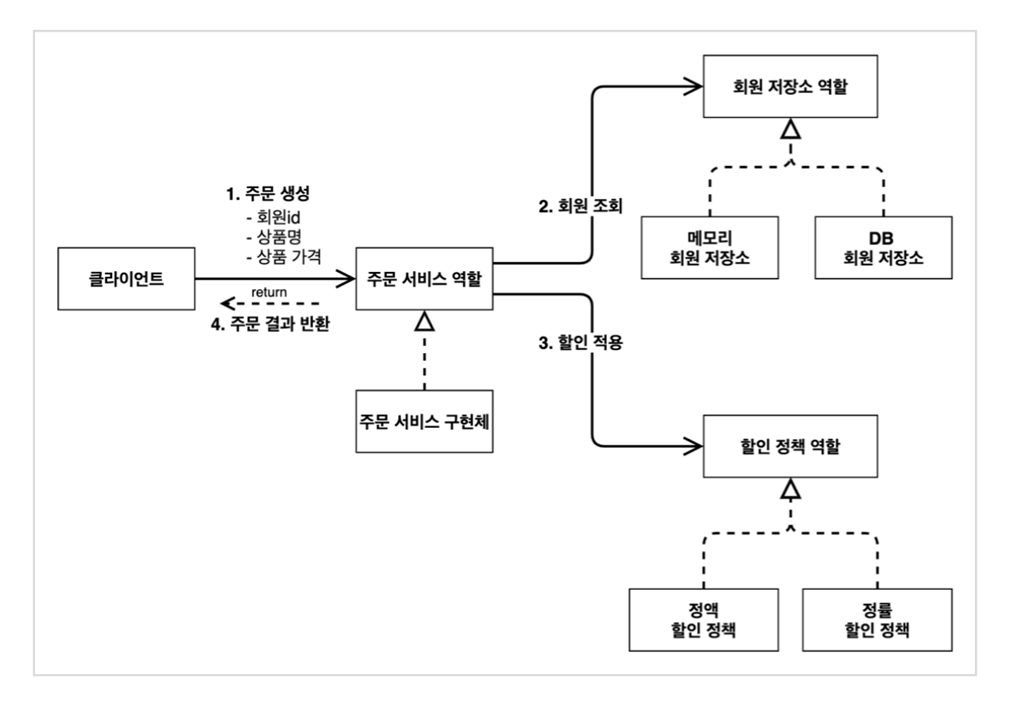 회원 저장소 역할
1. 주문 생성
- 회원id
- 상품명
- 상품 가격
2. 회원 조회
메모리
회원 저장소
DB
회원 저장소
클라이언트
주문 서비스 역할
return
4. 주문 결과 반환
3. 할인 적용
주문 서비스 구현체
할인 정책 역할
정액
할인 정책
정률
할인 정책